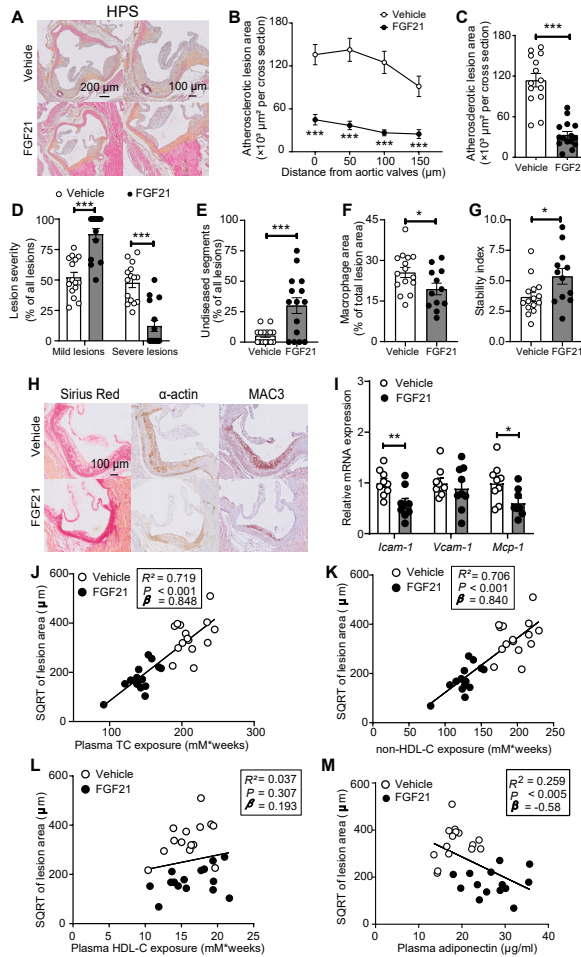 A
HPS
Vehicle
200 μm
100 μm
FGF21
B
Vehicle
FGF21
Atherosclerotic lesion area
(×10³ μm² per cross section)
180
120
60
0
*** *** *** ***
0 50 100 150
Distance from aortic valves (μm)
C
Atherosclerotic lesion area
(×10³ μm² per cross section)
***
200
150
100
50
0
Vehicle FGF21
Vehicle FGF21
D
Lesion severity
(% of all lesions)
*** ***
100
75
50
25
0
Mild lesions Severe lesions
E
Undiseased segments
(% of all lesions)
***
100
75
50
25
0
Vehicle FGF21
F
Macrophage area
(% of total lesion area)
*
60
45
30
15
0
Vehicle FGF21
G
Stability index
*
10
8
6
4
2
0
Vehicle FGF21
H
Sirius Red α-actin MAC3
Vehicle
100 μm
FGF21
I
Vehicle
FGF21
Relative mRNA expression
2.0
1.5
1.0
0.5
0
** *
Icam-1 Vcam-1 Mcp-1
J
Vehicle
FGF21
R² = 0.719
P < 0.001
β = 0.848
SQRT of lesion area (μm)
600
400
200
0
100 200 300
Plasma TC exposure (mM*weeks)
K
Vehicle
FGF21
R² = 0.706
P < 0.001
β = 0.840
SQRT of lesion area (μm)
600
400
200
0
0 50 100 150 200 250
non-HDL-C exposure (mM*weeks)
L
Vehicle
FGF21
R² = 0.037
P = 0.307
β = 0.193
SQRT of lesion area (μm)
600
400
200
0
0 5 10 15 20 25
Plasma HDL-C exposure (mM*weeks)
M
Vehicle
FGF21
R² = 0.259
P < 0.005
β = -0.58
SQRT of lesion area (μm)
600
400
200
0
10 20 30 40
Plasma adiponectin (μg/ml)